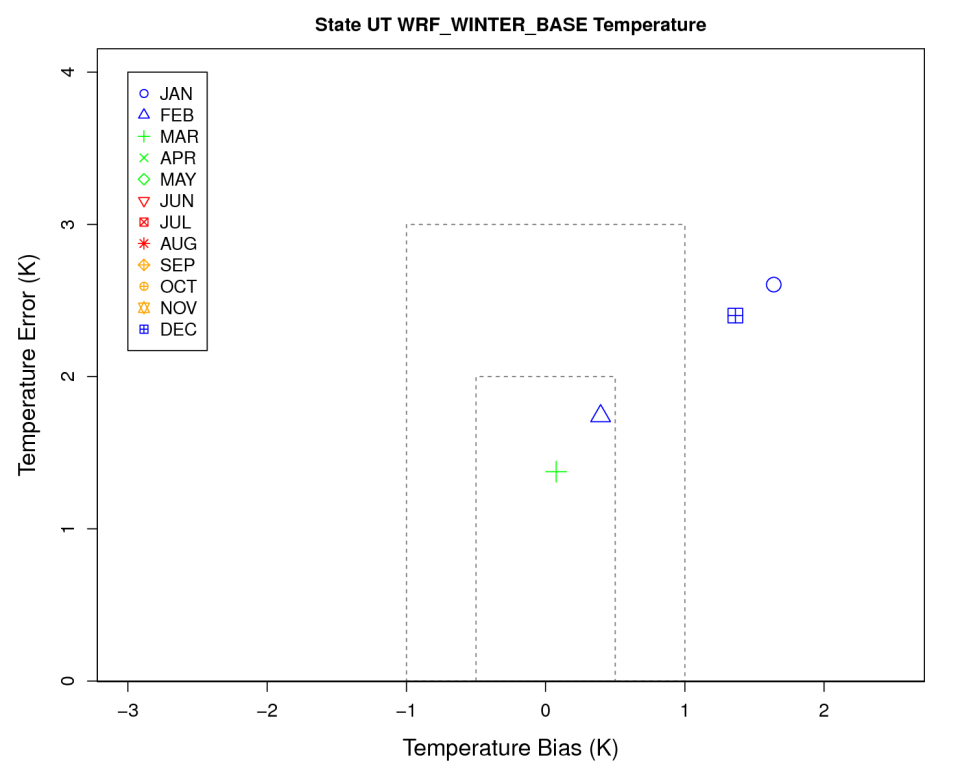 State UT WRF_WINTER_BASE Temperature
4
3
2
1
0
Temperature Error (K)
JAN
FEB
MAR
APR
MAY
JUN
JUL
AUG
SEP
OCT
NOV
DEC
−3 −2 −1 0 1 2
Temperature Bias (K)